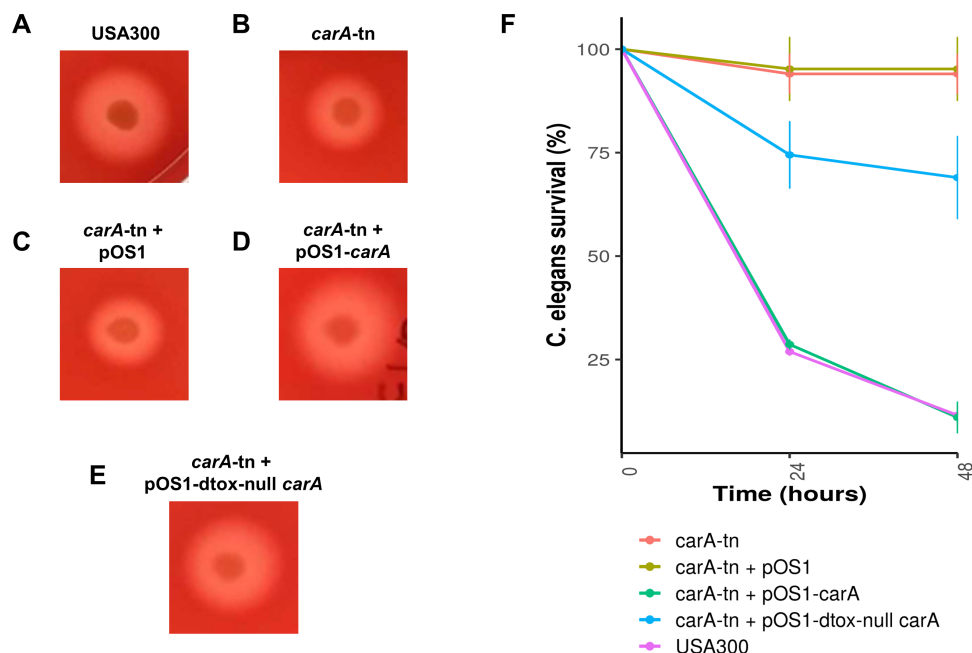 A
USA300
B
carA-tn
C
carA-tn +
pOS1
D
carA-tn +
pOS1-carA
E
carA-tn +
pOS1-dtox-null carA
F
C. elegans survival (%)
100
75
50
25
0
24
48
Time (hours)
carA-tn
carA-tn + pOS1
carA-tn + pOS1-carA
carA-tn + pOS1-dtox-null carA
USA300